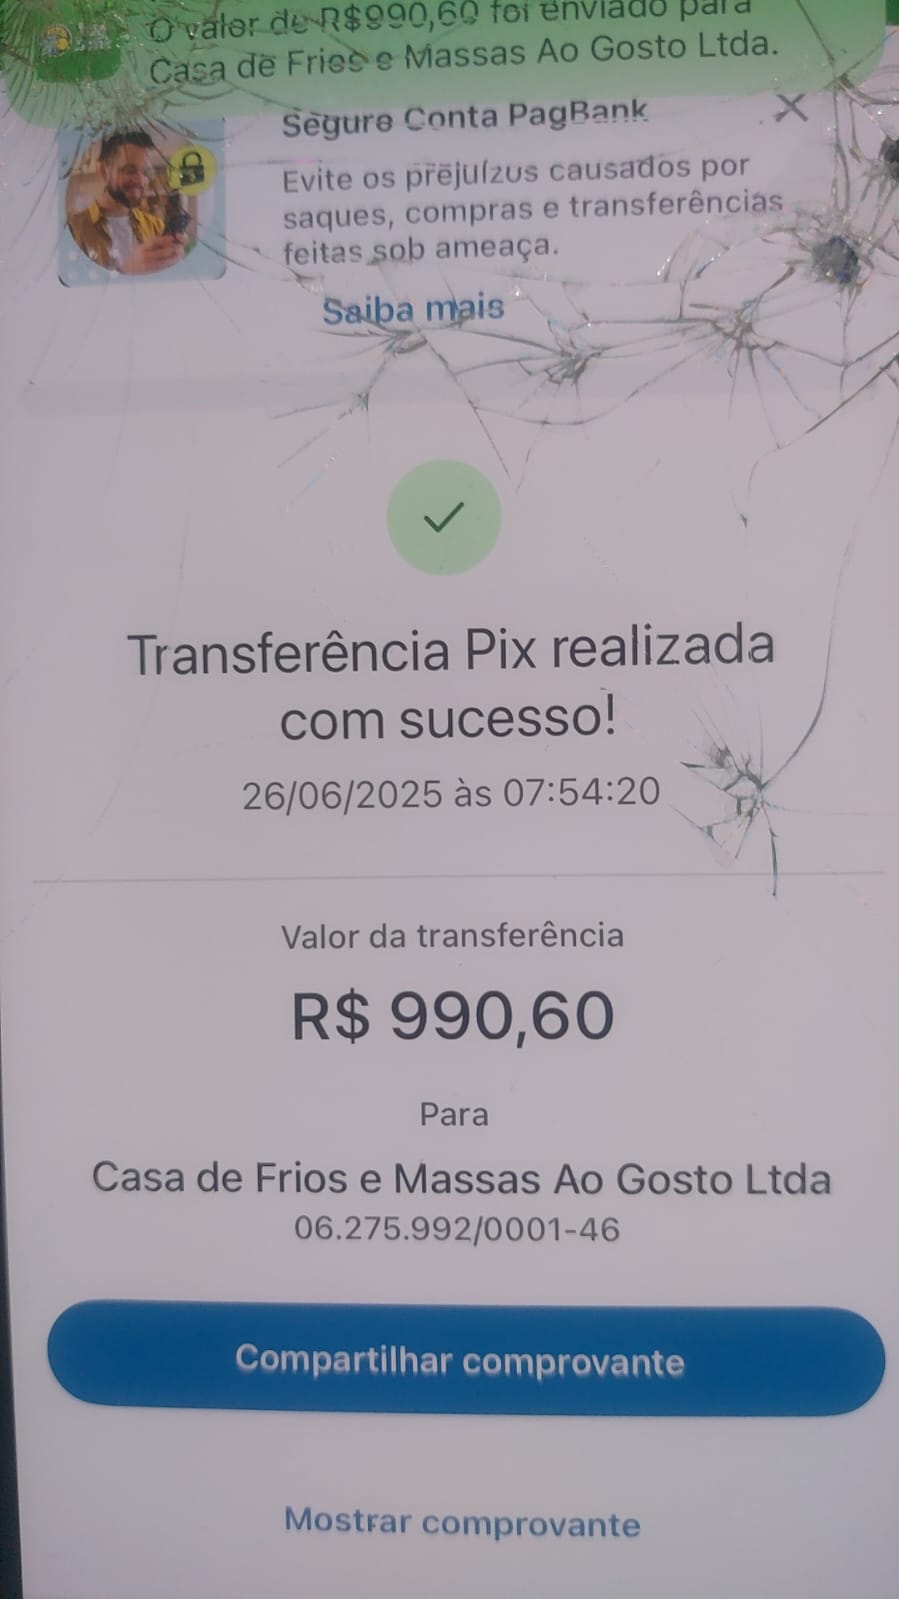 O valor de R$990,60 foi enviado para
Casa de Frios e Massas Ao Gosto Ltda.
Seguro Conta PagBank
Evite os prejuízos causados por
saques, compras e transferências
feitas sob ameaça.
Saiba mais
Transferência Pix realizada
com sucesso!
26/06/2025 às 07:54:20
Valor da transferência
R$ 990,60
Para
Casa de Frios e Massas Ao Gosto Ltda
06.275.992/0001-46
Compartilhar comprovante
Mostrar comprovante